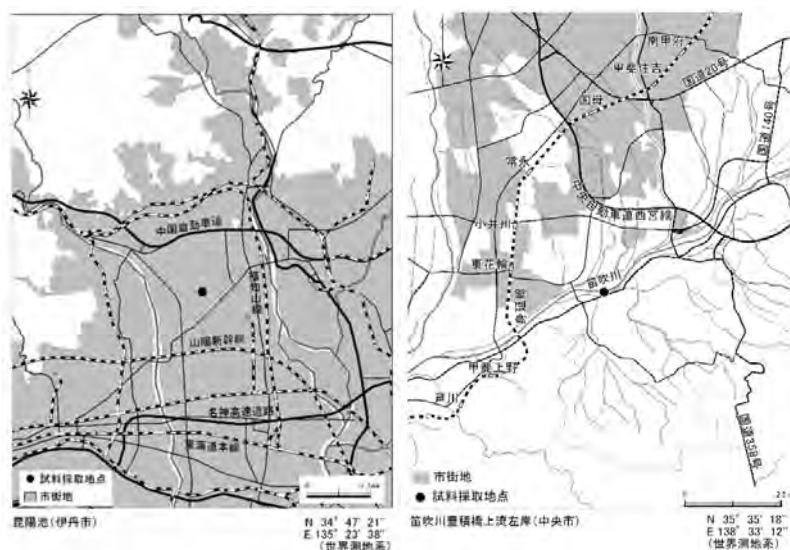 中国自動車道
福知山線
山陽新幹線
名神高速道路
東海道本線
● 試料採取地点
市街地
昆陽池(伊丹市)
N 34° 47′ 21″
E 135° 23′ 38″
(世界測地系)
南甲府
甲斐住吉
国道20号
国母
国道140号
常永
中央自動車道西宮線
小井川
東花輪
笛吹川
身延線
甲斐上野
芦川
国道358号
市街地
● 試料採取地点
笛吹川豊積橋上流左岸(中央市)
N 35° 35′ 18″
E 138° 33′ 12″
(世界測地系)